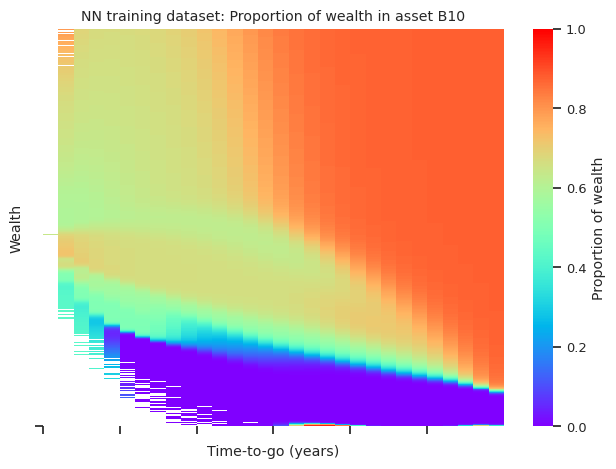 NN training dataset: Proportion of wealth in asset B10
Wealth
Time-to-go (years)
1.0
0.8
0.6
0.4
0.2
0.0
Proportion of wealth